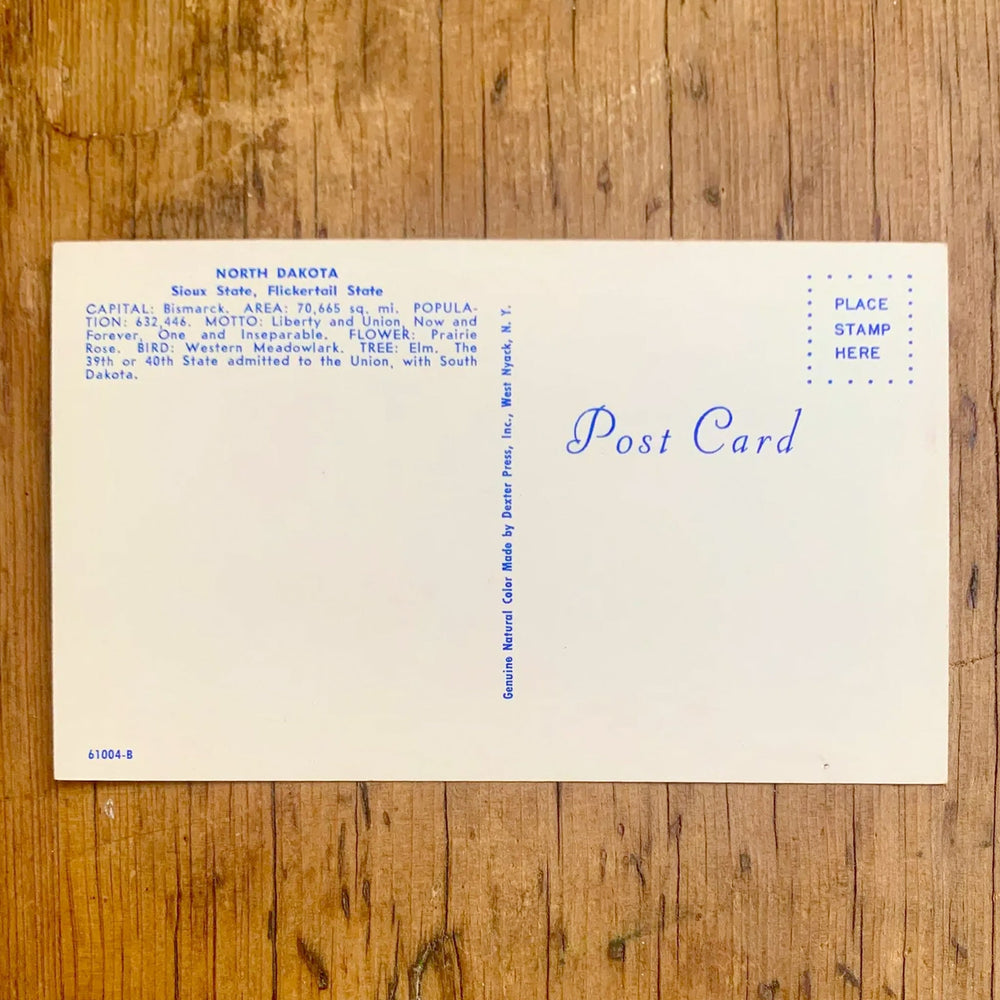 NORTH DAKOTA
Sioux State, Flickertail State
CAPITAL: Bismarck. AREA: 70,665 sq. mi. POPULA-
TION: 632,446. MOTTO: Liberty and Union, Now and
Forever, One and Inseparable. FLOWER: Prairie
Rose. BIRD: Western Meadowlark. TREE: Elm. The
39th or 40th State admitted to the Union, with South
Dakota.
61004-B
Genuine Natural Color Made by Dexter Press, Inc., West Nyack, N. Y.
PLACE
STAMP
HERE
Post Card